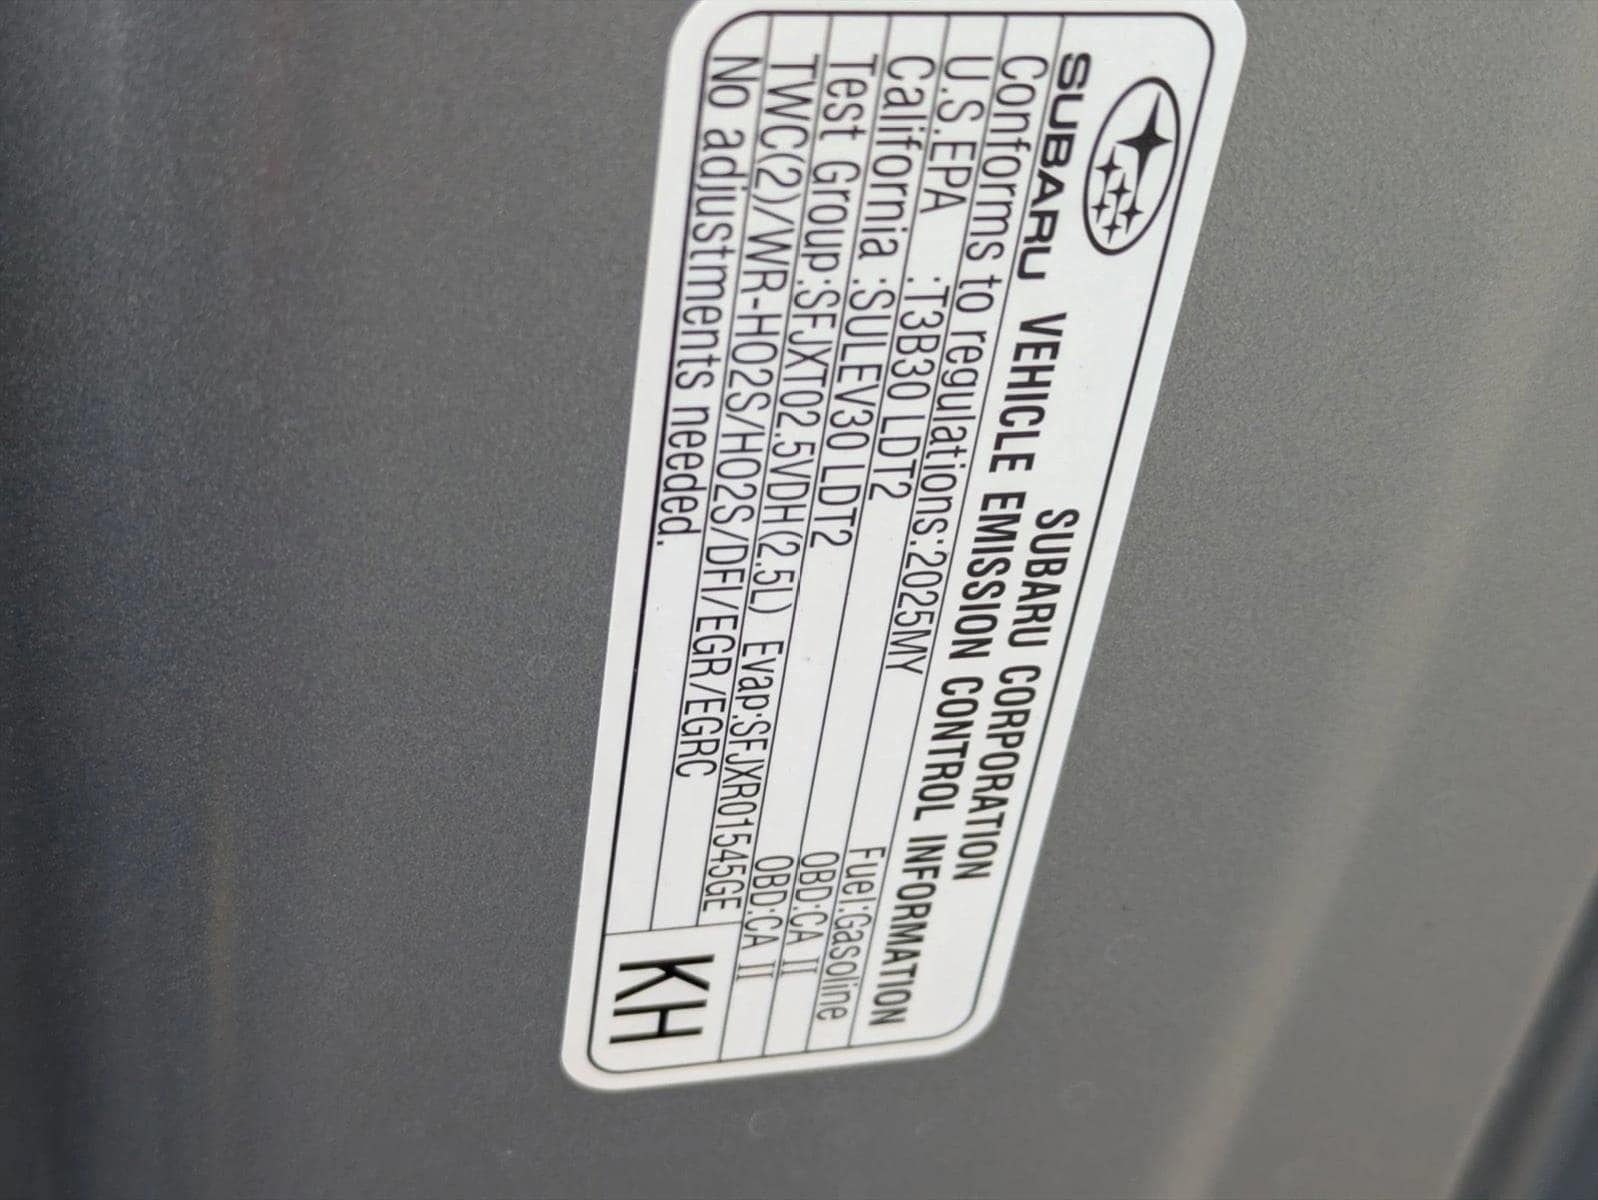 SUBARU CORPORATION
SUBARU VEHICLE EMISSION CONTROL INFORMATION
Conforms to regulations:2025MY Fuel:Gasoline
U.S.EPA :T3B30 LDT2 OBD:CA II
California :SULEV30 LDT2 OBD:CA II
Test Group:SFJXT02.5VDH(2.5L) Evap:SFJXR01545GE
TWC(2)/WR-HO2S/HO2S/DFI/EGR/EGRC
No adjustments needed.
KH